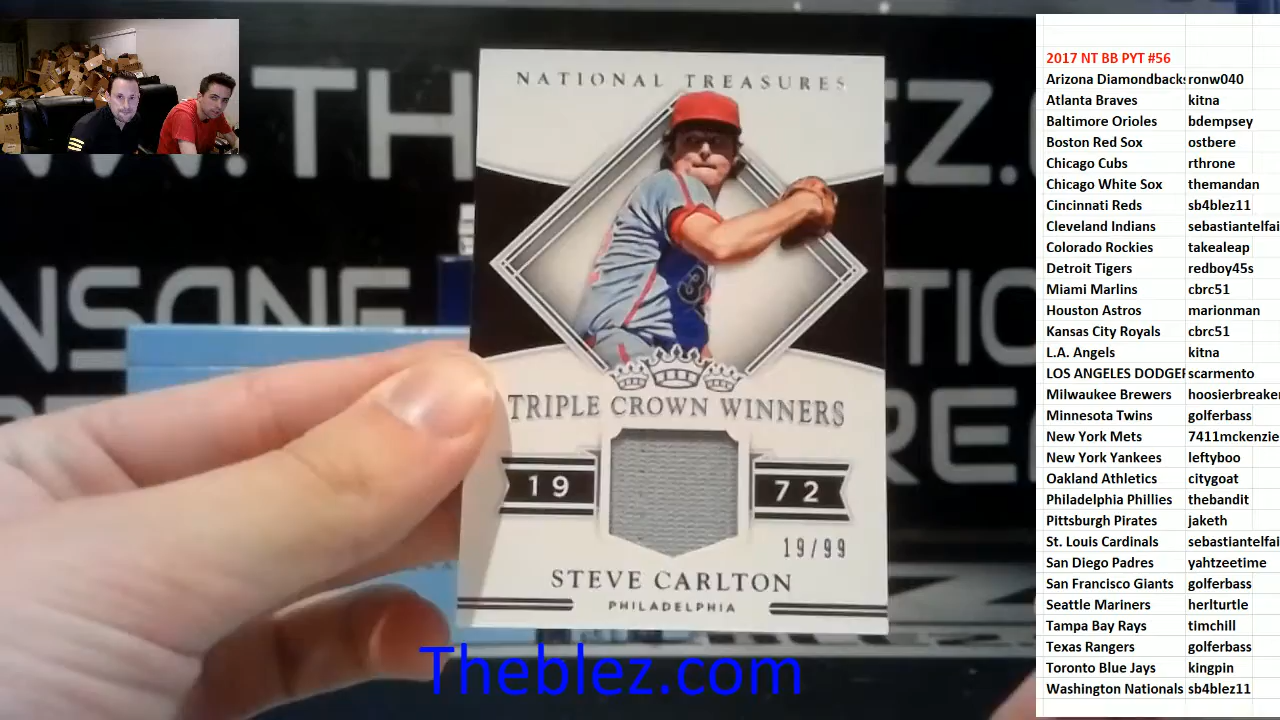 NATIONAL TREASURES
TRIPLE CROWN WINNERS
19 72
19/99
STEVE CARLTON
PHILADELPHIA
Theblez.com
2017 NT BB PYT #56
Arizona Diamondbacks ronw040
Atlanta Braves kitna
Baltimore Orioles bdempsey
Boston Red Sox ostbere
Chicago Cubs rthrone
Chicago White Sox themandan
Cincinnati Reds sb4blez11
Cleveland Indians sebastiantelfai
Colorado Rockies takealeap
Detroit Tigers redboy45s
Miami Marlins cbrc51
Houston Astros marionman
Kansas City Royals cbrc51
L.A. Angels kitna
LOS ANGELES DODGER scarmento
Milwaukee Brewers hoosierbreake
Minnesota Twins golferbass
New York Mets 7411mckenzie
New York Yankees leftyboo
Oakland Athletics citygoat
Philadelphia Phillies thebandit
Pittsburgh Pirates jaketh
St. Louis Cardinals sebastiantelfai
San Diego Padres yahtzeetime
San Francisco Giants golferbass
Seattle Mariners herlturtle
Tampa Bay Rays timchill
Texas Rangers golferbass
Toronto Blue Jays kingpin
Washington Nationals sb4blez11